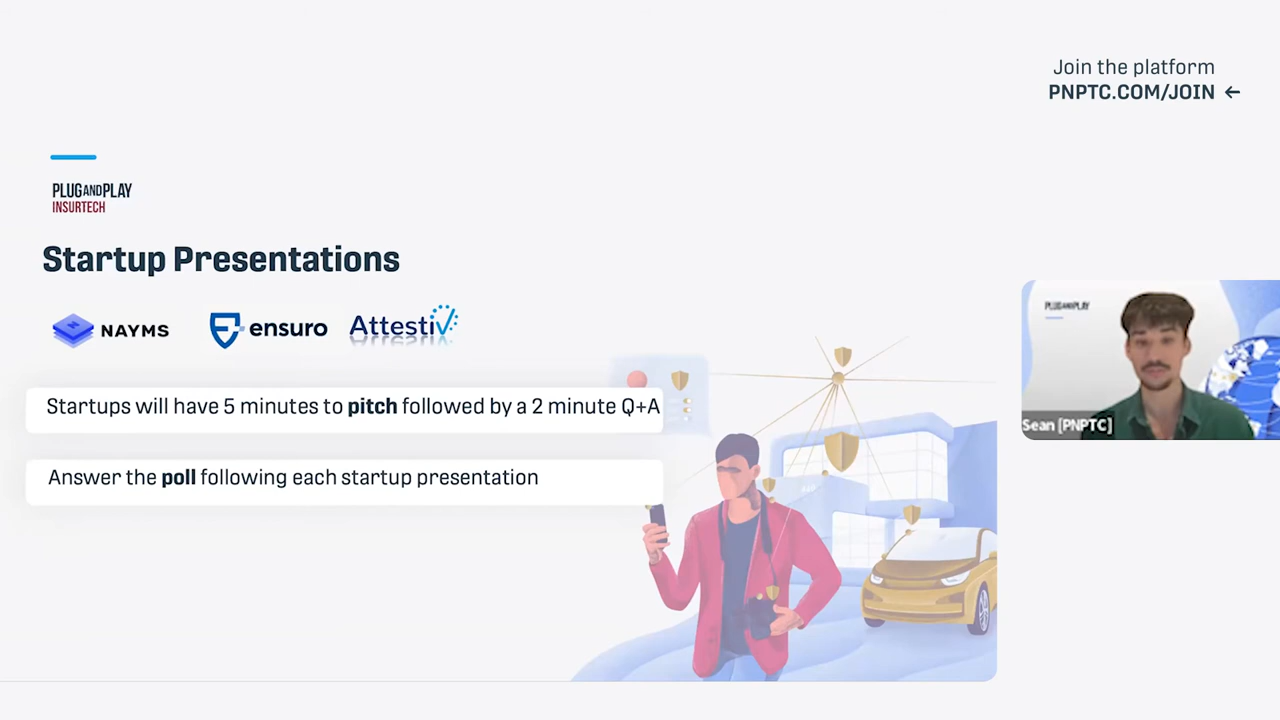 Join the platform
PNPTC.COM/JOIN ←
PLUGANDPLAY
INSURTECH
Startup Presentations
NAYMS
ensuro
Attestiv
Startups will have 5 minutes to pitch followed by a 2 minute Q+A
Answer the poll following each startup presentation
PLUGANDPLAY
Sean [PNPTC]